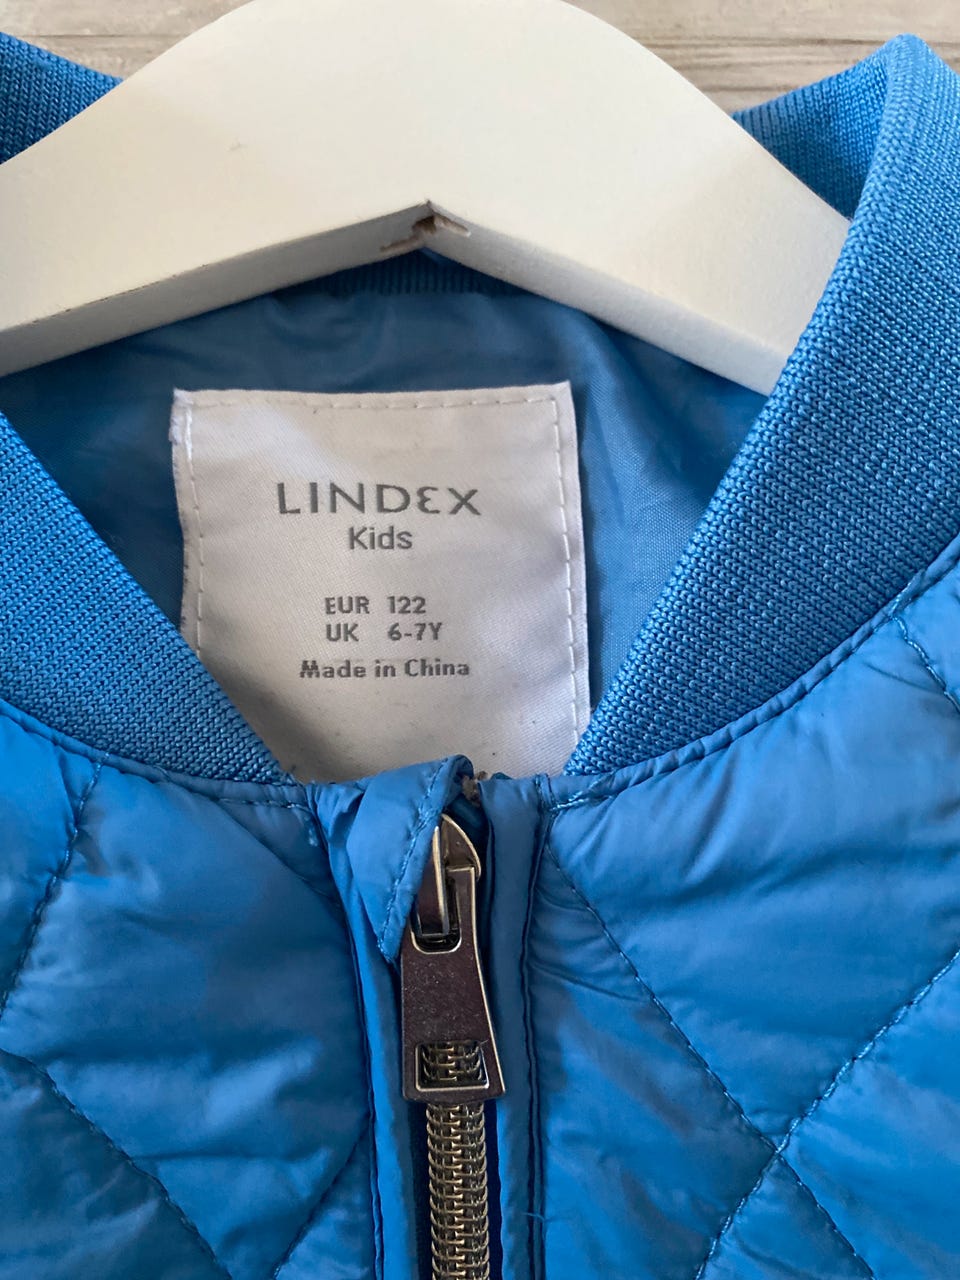 LINDEX
Kids
EUR 122
UK 6-7Y
Made in China